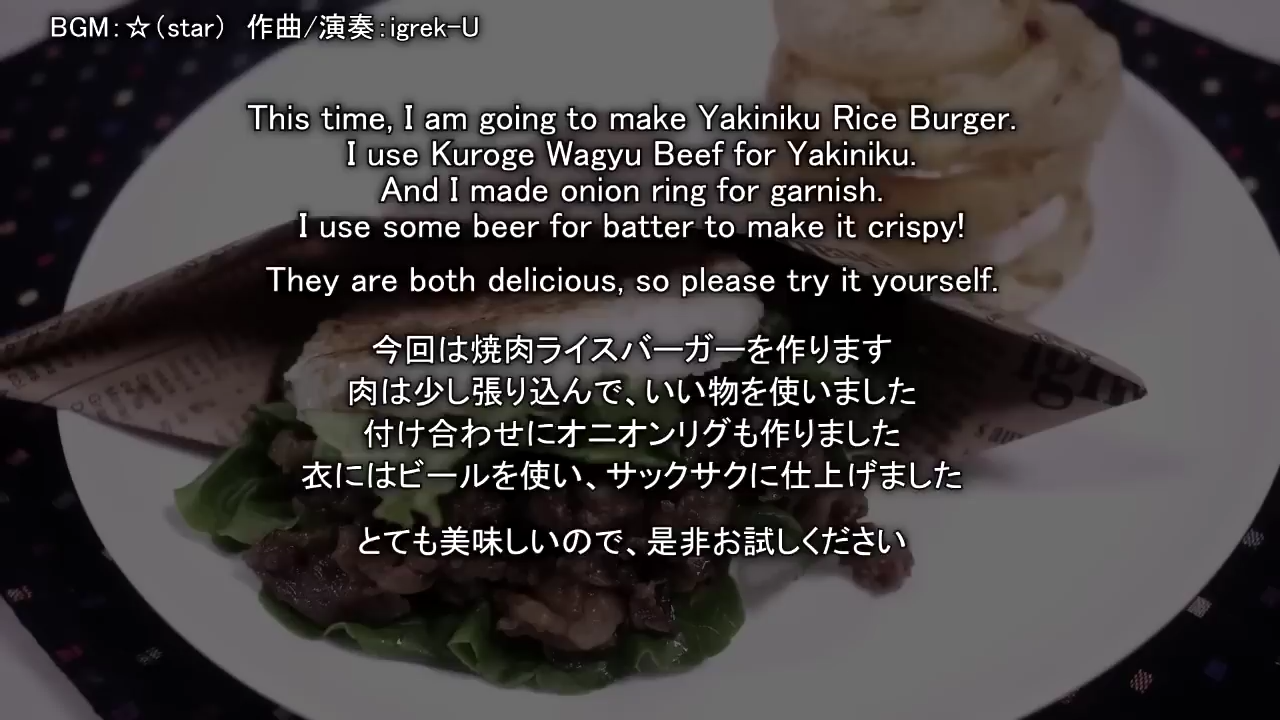 BGM：☆（star） 作曲/演奏：igrek-U
This time, I am going to make Yakiniku Rice Burger.
I use Kuroge Wagyu Beef for Yakiniku.
And I made onion ring for garnish.
I use some beer for batter to make it crispy!
They are both delicious, so please try it yourself.
今回は焼肉ライスバーガーを作ります
肉は少し張り込んで、いい物を使いました
付け合わせにオニオンリグも作りました
衣にはビールを使い、サックサクに仕上げました
とても美味しいので、是非お試しください